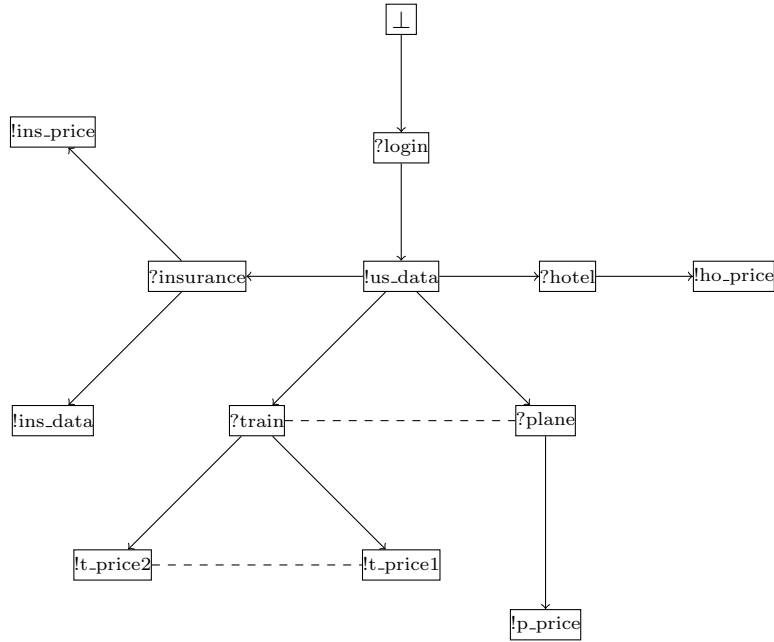 ⊥
!ins_price
?login
?insurance
!us_data
?hotel
!ho_price
!ins_data
?train
?plane
!t_price2
!t_price1
!p_price